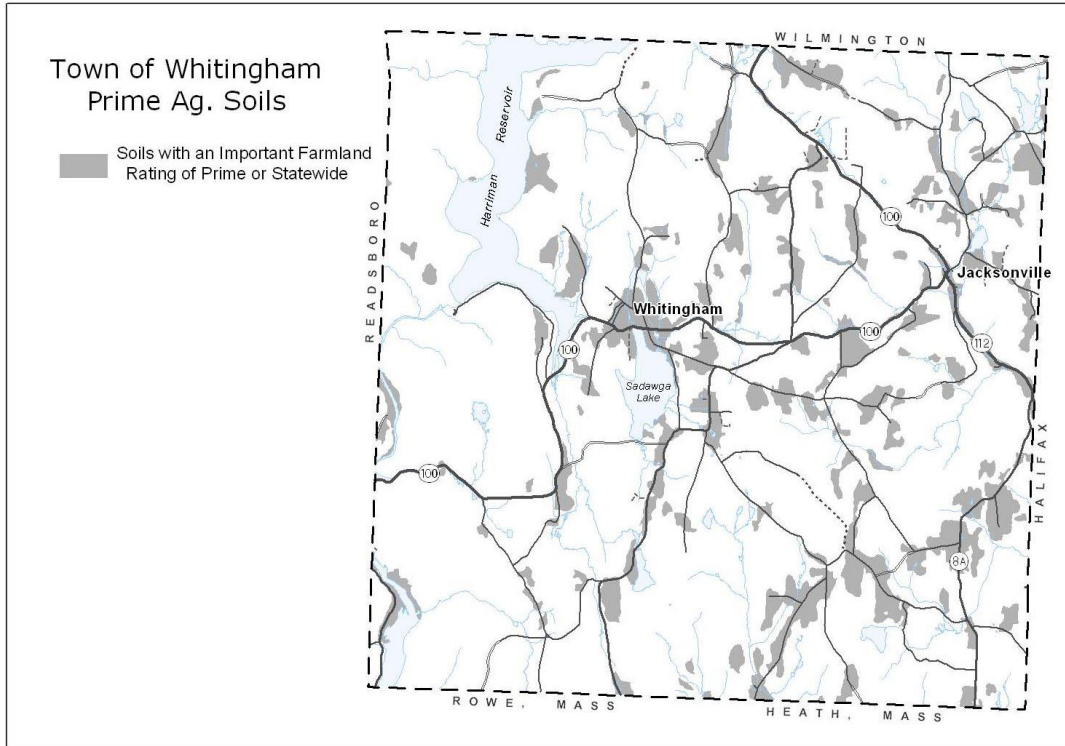 Town of Whitingham
Prime Ag. Soils
Soils with an Important Farmland
Rating of Prime or Statewide
WILMINGTON
Reservoir
Harriman
READSBORO
100
Jacksonville
Whitingham
100
100
112
Sadawga
Lake
100
HALIFAX
8A
ROWE, MASS
HEATH, MASS